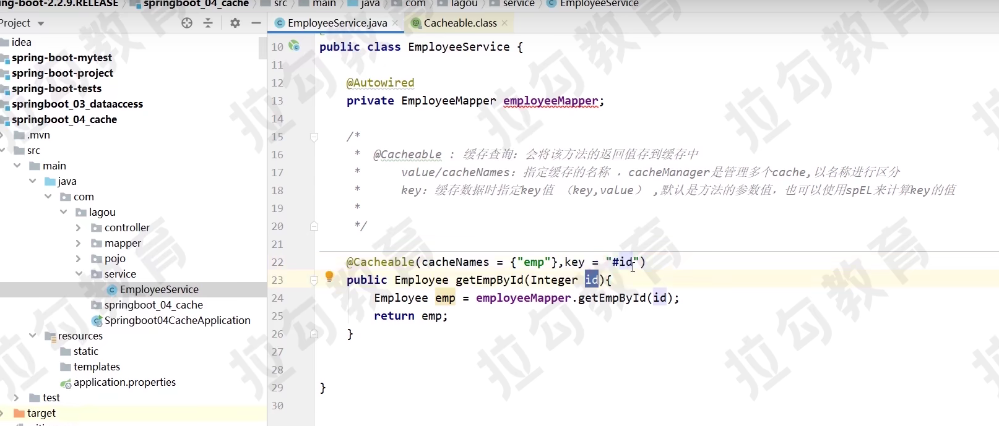 ng-boot-2.2.9.RELEASE springboot_04_cache src main java com lagou service EmployeeService
Project
EmployeeService.java Cacheable.class
idea
spring-boot-mytest
spring-boot-project
spring-boot-tests
springboot_03_dataaccess
springboot_04_cache
.mvn
src
main
java
com
lagou
controller
mapper
pojo
service
EmployeeService
springboot_04_cache
Springboot04CacheApplication
resources
static
templates
application.properties
test
target
10 public class EmployeeService {
11
12 @Autowired
13 private EmployeeMapper employeeMapper;
14
15 /*
16 * @Cacheable : 缓存查询: 会将该方法的返回值存到缓存中
17 * value/cacheNames: 指定缓存的名称 , cacheManager是管理多个cache,以名称进行区分
18 * key: 缓存数据时指定key值 (key,value) ,默认是方法的参数值, 也可以使用spEL来计算key的值
19 *
20 */
21
22 @Cacheable(cacheNames = {"emp"},key = "#id")
23 public Employee getEmpById(Integer id){
24 Employee emp = employeeMapper.getEmpById(id);
25 return emp;
26 }
27
28
29 }
30
拉勾教育